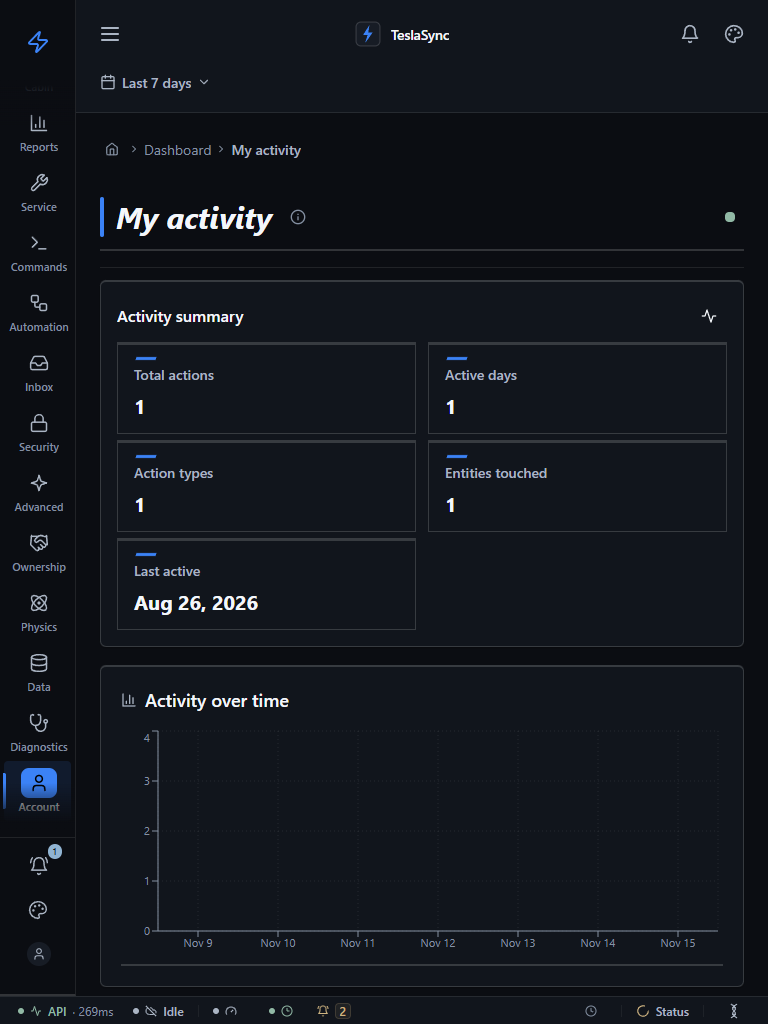 TeslaSync
Last 7 days
Dashboard
My activity
My activity
Reports
Service
Commands
Automation
Inbox
Security
Advanced
Ownership
Physics
Data
Diagnostics
Account
1
Activity summary
Total actions
1
Active days
1
Action types
1
Entities touched
1
Last active
Aug 26, 2026
Activity over time
4
3
2
1
0
Nov 9 Nov 10 Nov 11 Nov 12 Nov 13 Nov 14 Nov 15
API · 269ms Idle 2 Status